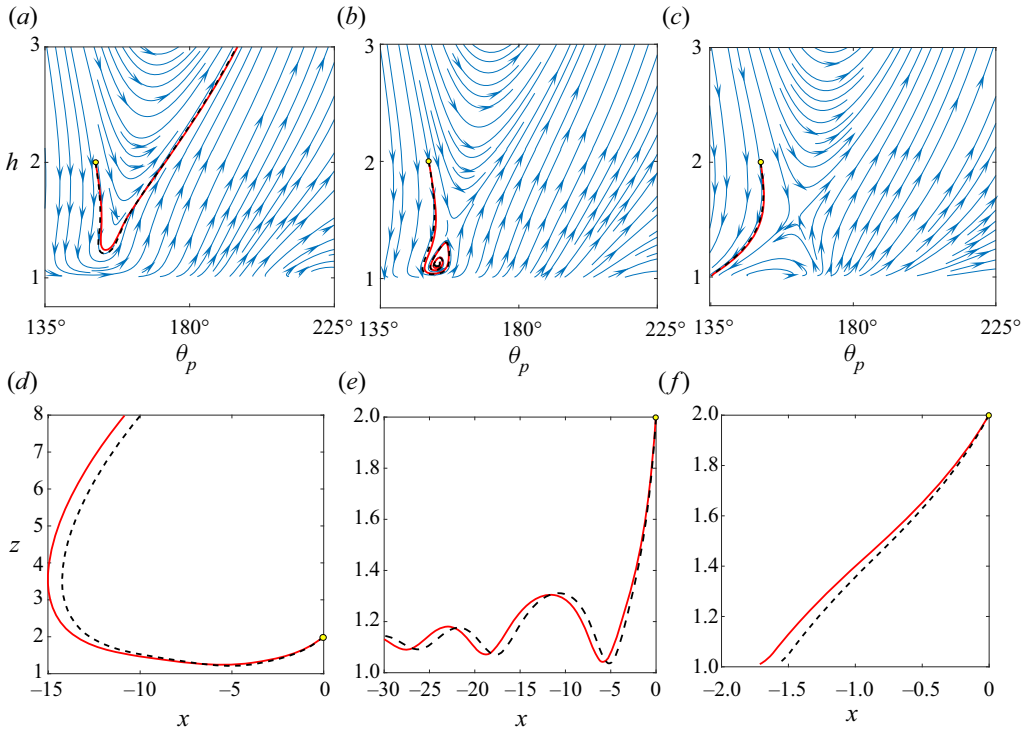 (a) (b) (c)
3 3 3
h 2 2 2
1 1 1
135° 180° 225° 135° 180° 225° 135° 180° 225°
θp θp θp
(d) (e) (f)
8 2.0 2.0
7
6 1.8 1.8
5 1.6 1.6
z 4
3 1.4 1.4
2 1.2 1.2
1 1.0 1.0
−15 −10 −5 0 −30 −25 −20 −15 −10 −5 0 −2.0 −1.5 −1.0 −0.5 0
x x x